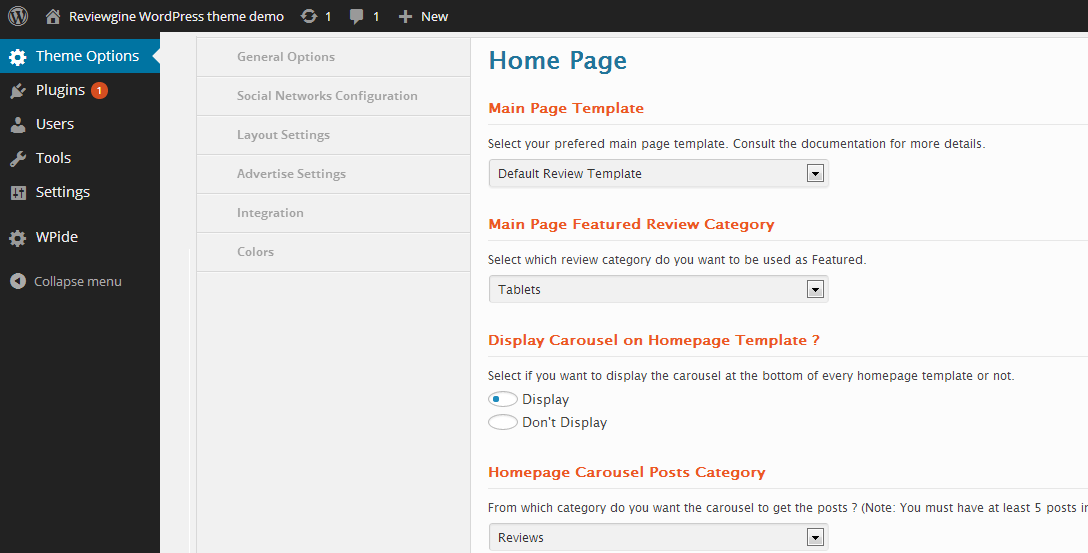 Reviewgine WordPress theme demo 1 1 New
Theme Options
Plugins 1
Users
Tools
Settings
WPide
Collapse menu
General Options
Social Networks Configuration
Layout Settings
Advertise Settings
Integration
Colors
Home Page
Main Page Template
Select your prefered main page template. Consult the documentation for more details.
Default Review Template
Main Page Featured Review Category
Select which review category do you want to be used as Featured.
Tablets
Display Carousel on Homepage Template ?
Select if you want to display the carousel at the bottom of every homepage template or not.
Display
Don't Display
Homepage Carousel Posts Category
From which category do you want the carousel to get the posts ? (Note: You must have at least 5 posts in
Reviews